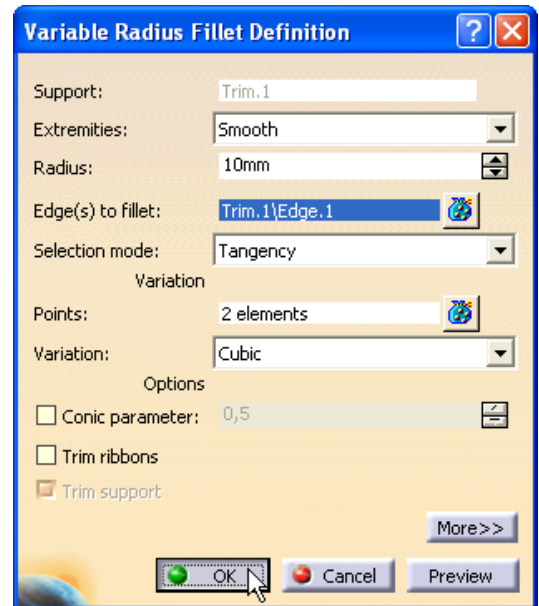 Variable Radius Fillet Definition
Support: Trim.1
Extremities: Smooth
Radius: 10mm
Edge(s) to fillet: Trim.1\Edge.1
Selection mode: Tangency
Variation
Points: 2 elements
Variation: Cubic
Options
Conic parameter: 0,5
Trim ribbons
Trim support
More>>
OK Cancel Preview